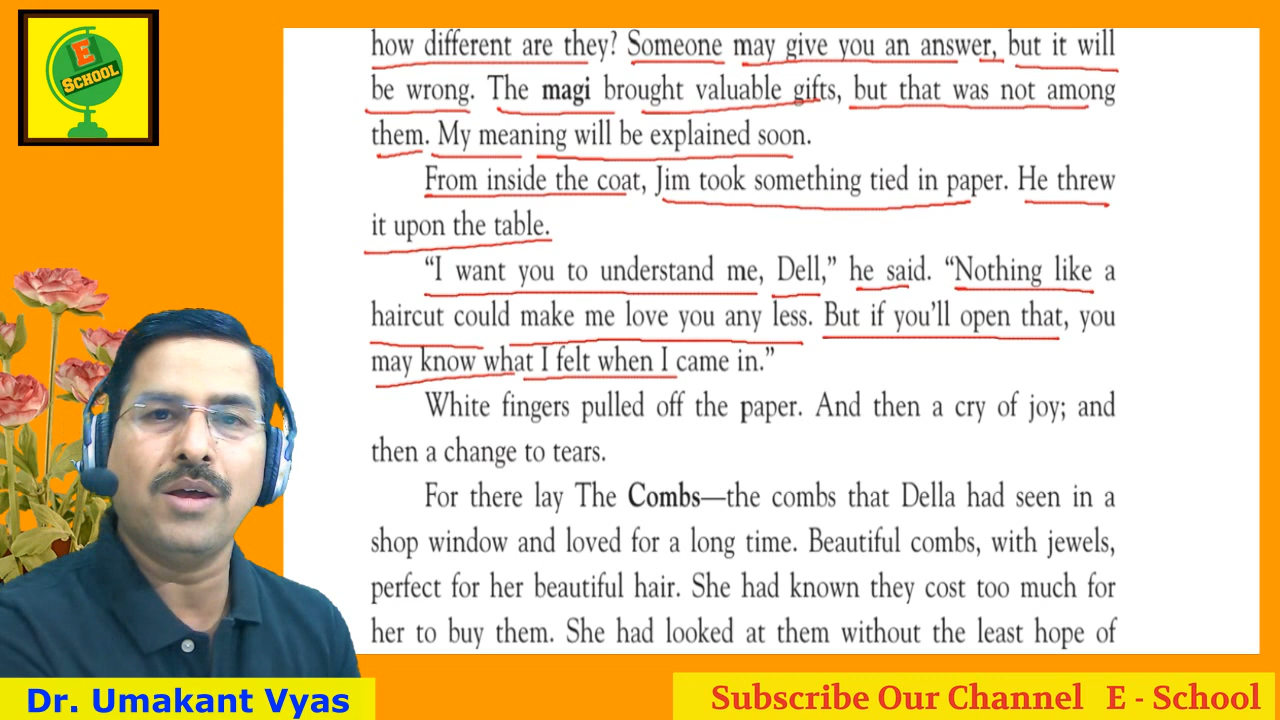 E
SCHOOL
how different are they? Someone may give you an answer, but it will
be wrong. The magi brought valuable gifts, but that was not among
them. My meaning will be explained soon.
From inside the coat, Jim took something tied in paper. He threw
it upon the table.
“I want you to understand me, Dell,” he said. “Nothing like a
haircut could make me love you any less. But if you’ll open that, you
may know what I felt when I came in.”
White fingers pulled off the paper. And then a cry of joy; and
then a change to tears.
For there lay The Combs—the combs that Della had seen in a
shop window and loved for a long time. Beautiful combs, with jewels,
perfect for her beautiful hair. She had known they cost too much for
her to buy them. She had looked at them without the least hope of
Dr. Umakant Vyas
Subscribe Our Channel E - School